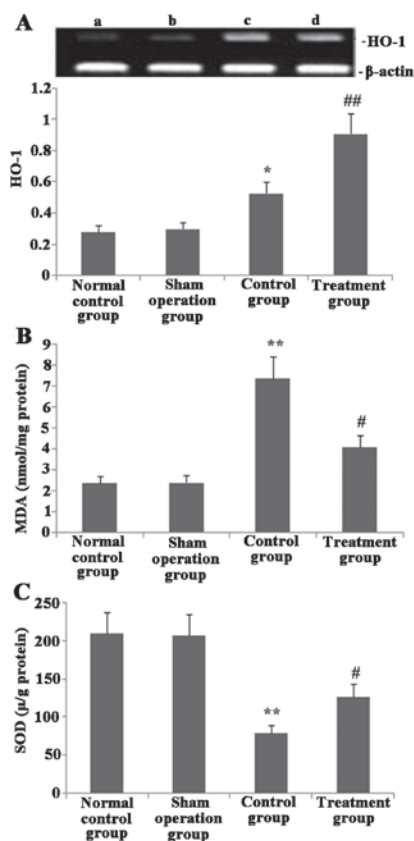 A
a b c d
-HO-1
-β-actin
1.2
1
0.8
0.6
0.4
0.2
0
HO-1
*
##
Normal control group
Sham operation group
Control group
Treatment group
B
9
8
7
6
5
4
3
2
1
0
MDA (nmol/mg protein)
**
#
Normal control group
Sham operation group
Control group
Treatment group
C
250
200
150
100
50
0
SOD (μ/g protein)
**
#
Normal control group
Sham operation group
Control group
Treatment group